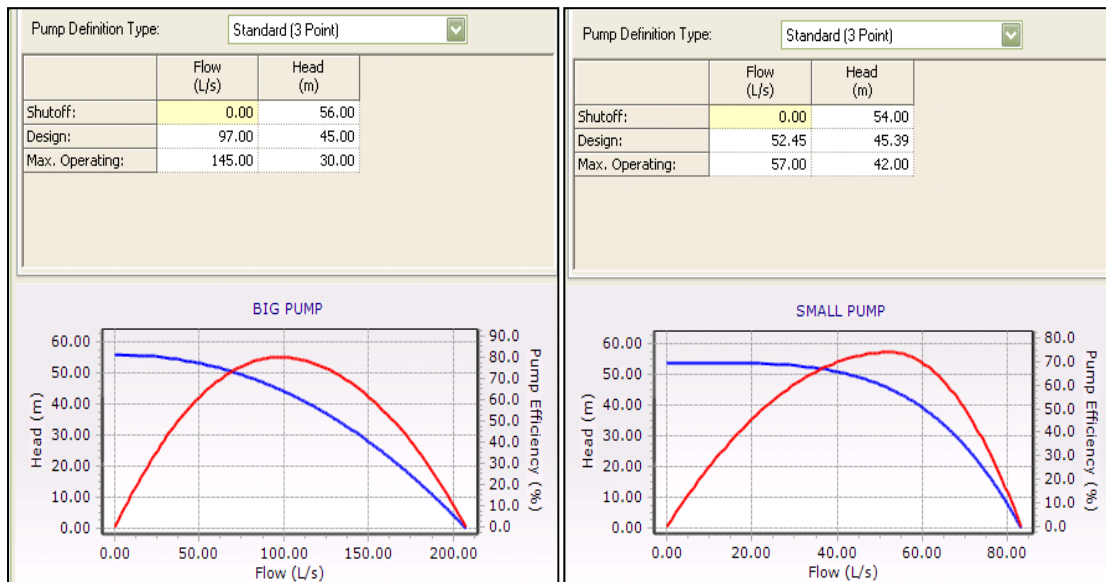 Pump Definition Type: Standard (3 Point)
Flow (L/s) Head (m)
Shutoff: 0.00 56.00
Design: 97.00 45.00
Max. Operating: 145.00 30.00
BIG PUMP
Head (m)
60.00
50.00
40.00
30.00
20.00
10.00
0.00
90.0
80.0
70.0
60.0
50.0
40.0
30.0
20.0
10.0
0.0
Pump Efficiency (%)
0.00 50.00 100.00 150.00 200.00
Flow (L/s)
Pump Definition Type: Standard (3 Point)
Flow (L/s) Head (m)
Shutoff: 0.00 54.00
Design: 52.45 45.39
Max. Operating: 57.00 42.00
SMALL PUMP
Head (m)
60.00
50.00
40.00
30.00
20.00
10.00
0.00
80.0
70.0
60.0
50.0
40.0
30.0
20.0
10.0
0.0
Pump Efficiency (%)
0.00 20.00 40.00 60.00 80.00
Flow (L/s)